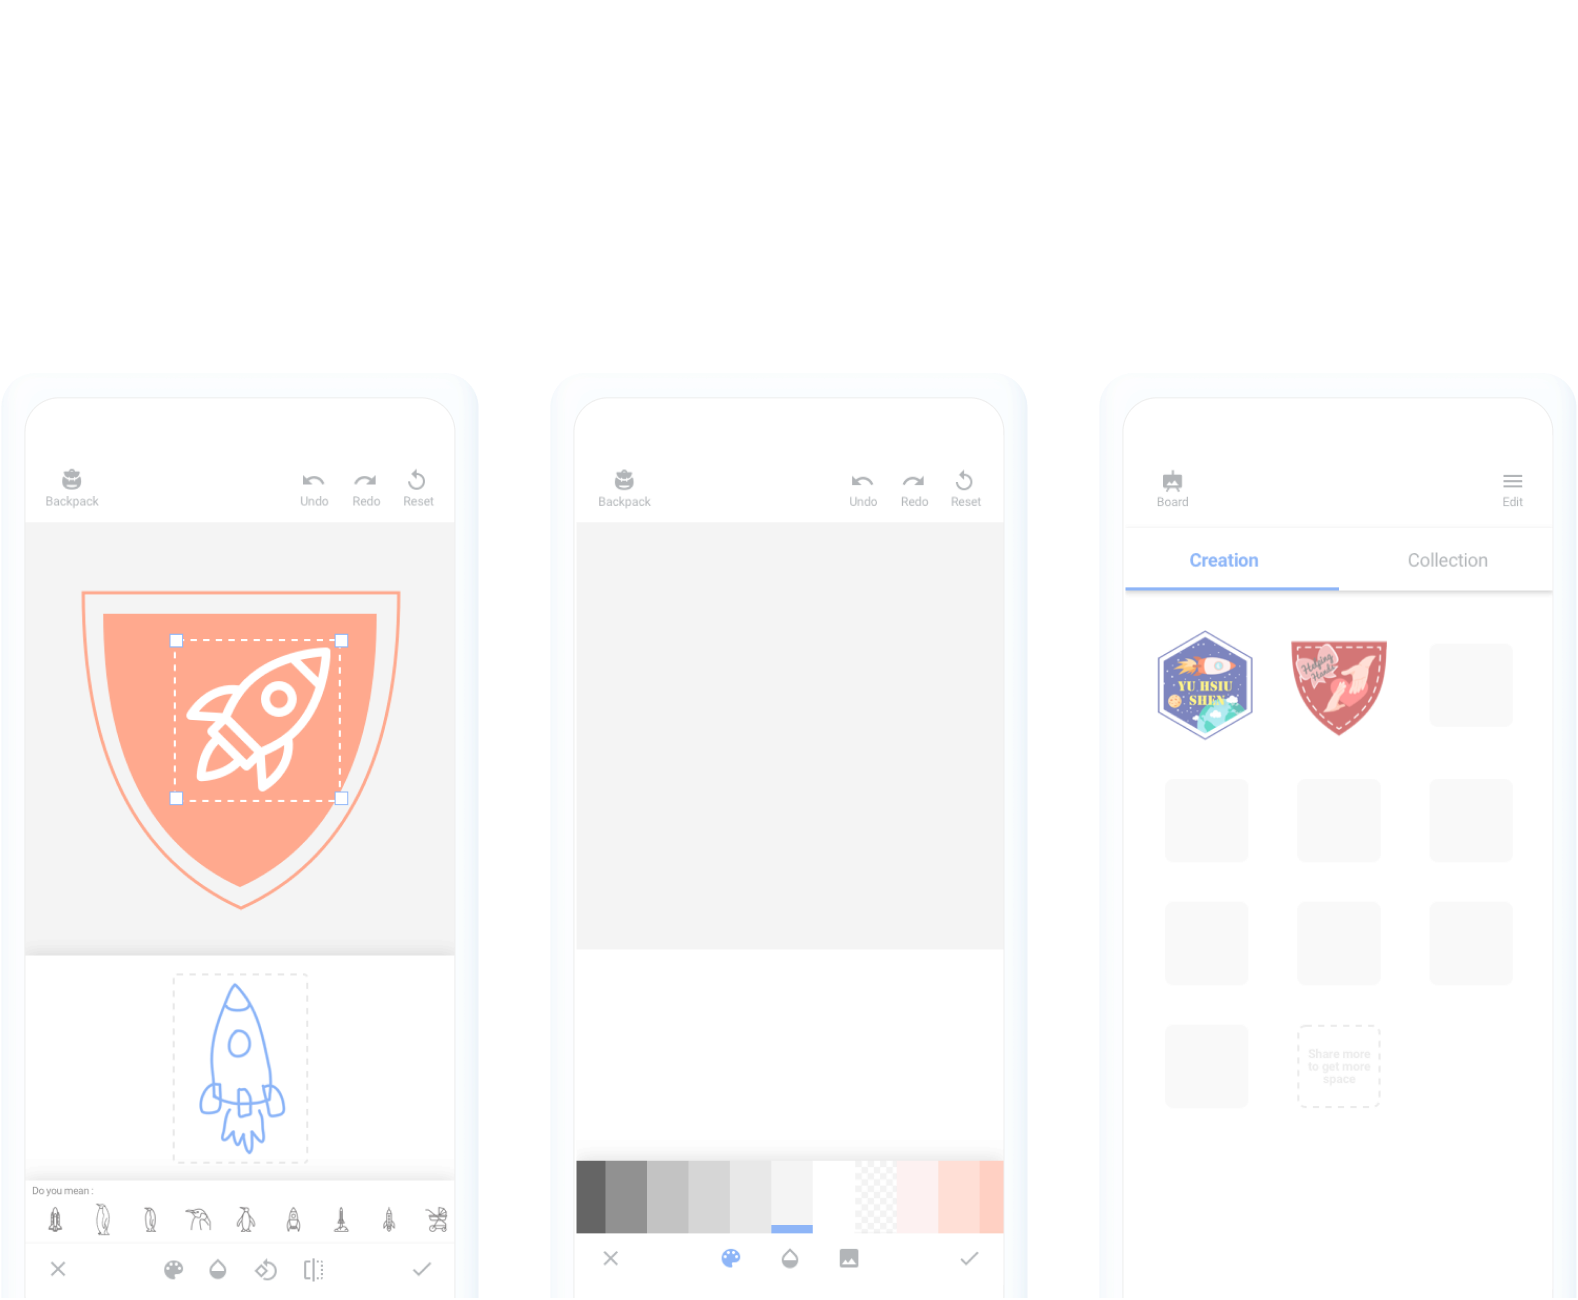 Backpack
Undo
Redo
Reset
Do you mean :
Backpack
Undo
Redo
Reset
Board
Edit
Creation
Collection
YU HSIU
SHEN
Helping
Hands
Share more
to get more
space